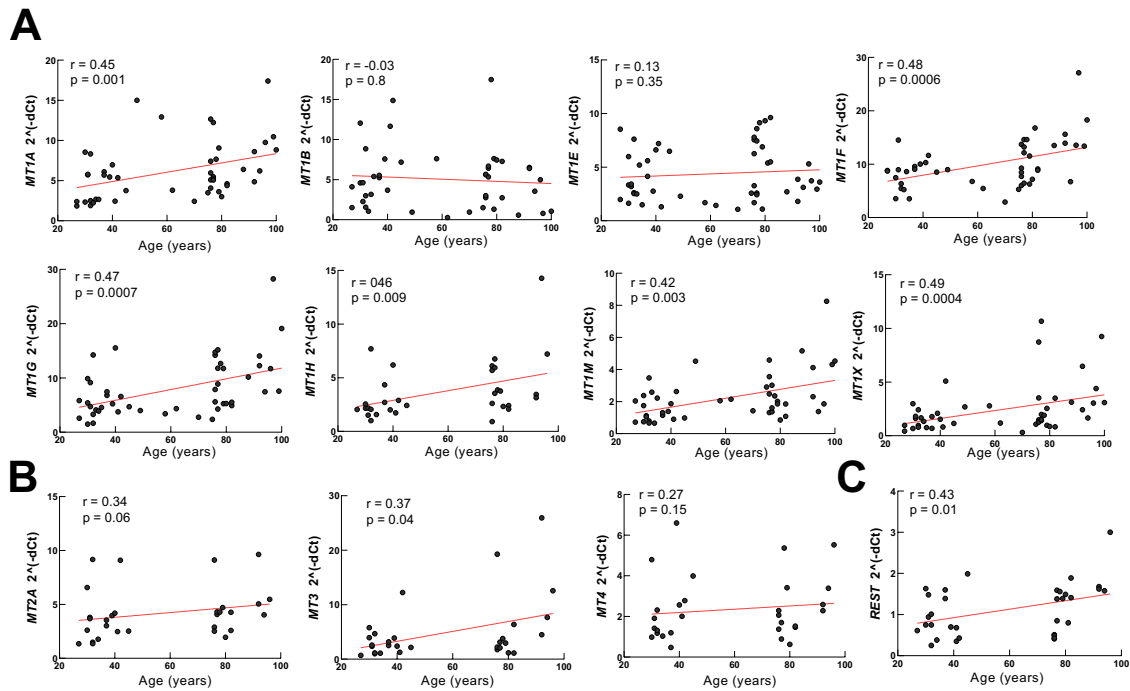 A
r = 0.45
p = 0.001
MT1A 2^(-dCt)
20
15
10
5
0
20 40 60 80 100
Age (years)
r = -0.03
p = 0.8
MT1B 2^(-dCt)
20
15
10
5
0
20 40 60 80 100
Age (years)
r = 0.13
p = 0.35
MT1E 2^(-dCt)
15
10
5
0
20 40 60 80 100
Age (years)
r = 0.48
p = 0.0006
MT1F 2^(-dCt)
30
20
10
0
20 40 60 80 100
Age (years)
r = 0.47
p = 0.0007
MT1G 2^(-dCt)
30
20
10
0
20 40 60 80 100
Age (years)
r = 046
p = 0.009
MT1H 2^(-dCt)
15
10
5
0
20 40 60 80 100
Age (years)
r = 0.42
p = 0.003
MT1M 2^(-dCt)
10
8
6
4
2
0
20 40 60 80 100
Age (years)
r = 0.49
p = 0.0004
MT1X 2^(-dCt)
15
10
5
0
20 40 60 80 100
Age (years)
B
r = 0.34
p = 0.06
MT2A 2^(-dCt)
15
10
5
0
20 40 60 80 100
Age (years)
r = 0.37
p = 0.04
MT3 2^(-dCt)
30
20
10
0
20 40 60 80 100
Age (years)
r = 0.27
p = 0.15
MT4 2^(-dCt)
8
6
4
2
0
20 40 60 80 100
Age (years)
C
r = 0.43
p = 0.01
REST 2^(-dCt)
4
3
2
1
0
20 40 60 80 100
Age (years)